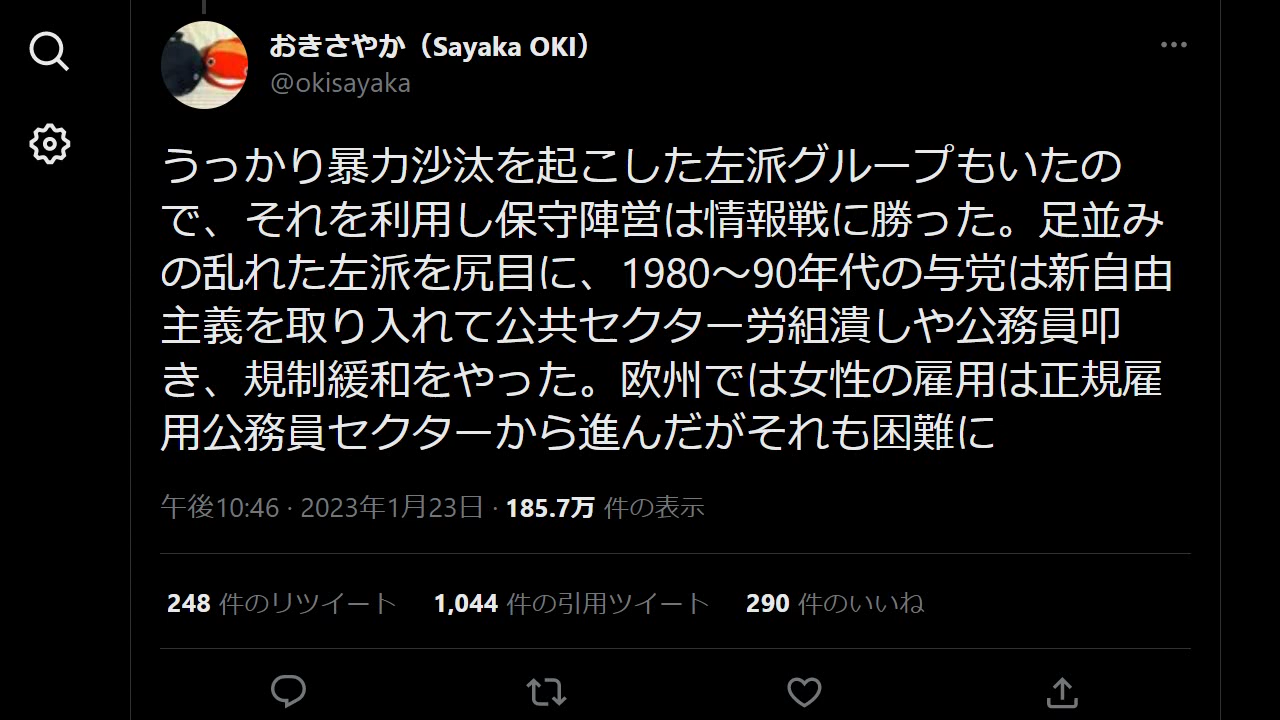 おきさやか（Sayaka OKI）
@okisayaka
うっかり暴力沙汰を起こした左派グループもいたの
で、それを利用し保守陣営は情報戦に勝った。足並み
の乱れた左派を尻目に、1980〜90年代の与党は新自由
主義を取り入れて公共セクター労組潰しや公務員叩
き、規制緩和をやった。欧州では女性の雇用は正規雇
用公務員セクターから進んだがそれも困難に
午後10:46 · 2023年1月23日 · 185.7万 件の表示
248 件のリツイート 1,044 件の引用ツイート 290 件のいいね